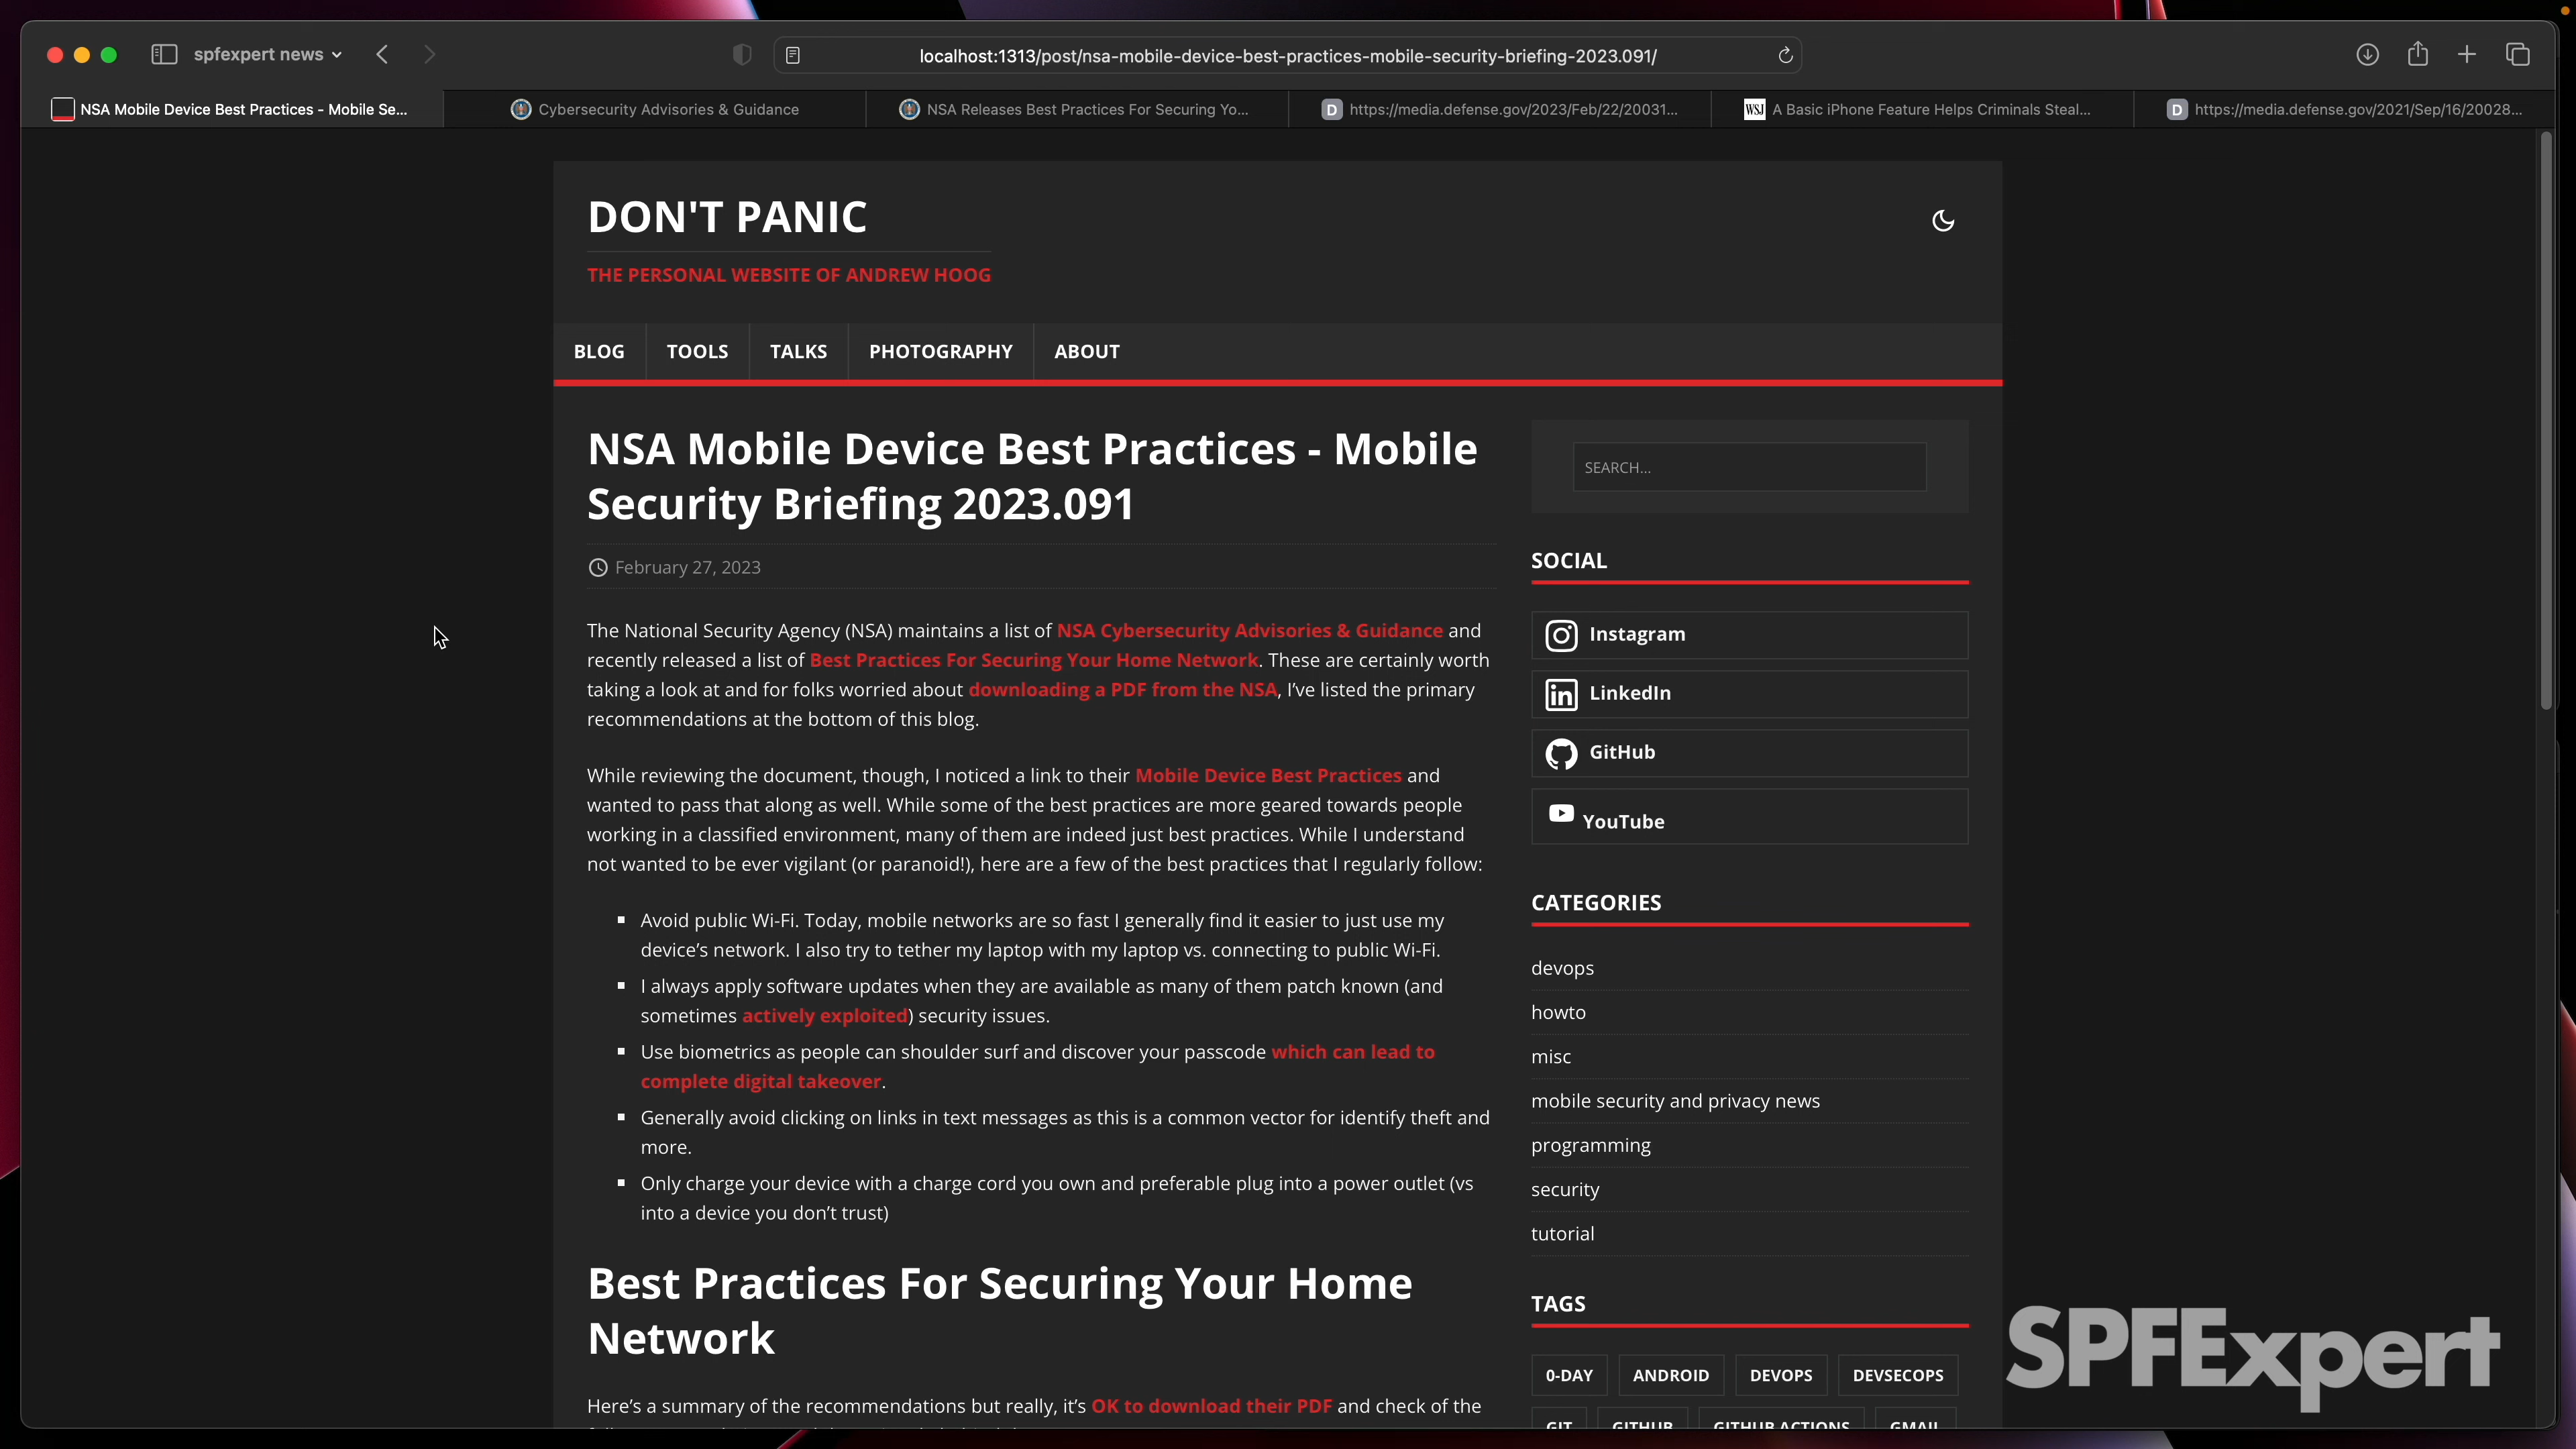 spfexpert news
localhost:1313/post/nsa-mobile-device-best-practices-mobile-security-briefing-2023.091/
NSA Mobile Device Best Practices - Mobile Se...
Cybersecurity Advisories & Guidance
NSA Releases Best Practices For Securing Yo...
D https://media.defense.gov/2023/Feb/22/20031...
WSJ A Basic iPhone Feature Helps Criminals Steal...
D https://media.defense.gov/2021/Sep/16/20028...
DON'T PANIC
THE PERSONAL WEBSITE OF ANDREW HOOG
BLOG TOOLS TALKS PHOTOGRAPHY ABOUT
NSA Mobile Device Best Practices - Mobile
Security Briefing 2023.091
February 27, 2023
The National Security Agency (NSA) maintains a list of NSA Cybersecurity Advisories & Guidance and
recently released a list of Best Practices For Securing Your Home Network. These are certainly worth
taking a look at and for folks worried about downloading a PDF from the NSA, I've listed the primary
recommendations at the bottom of this blog.
While reviewing the document, though, I noticed a link to their Mobile Device Best Practices and
wanted to pass that along as well. While some of the best practices are more geared towards people
working in a classified environment, many of them are indeed just best practices. While I understand
not wanted to be ever vigilant (or paranoid!), here are a few of the best practices that I regularly follow:
Avoid public Wi-Fi. Today, mobile networks are so fast I generally find it easier to just use my
device's network. I also try to tether my laptop with my laptop vs. connecting to public Wi-Fi.
I always apply software updates when they are available as many of them patch known (and
sometimes actively exploited) security issues.
Use biometrics as people can shoulder surf and discover your passcode which can lead to
complete digital takeover.
Generally avoid clicking on links in text messages as this is a common vector for identify theft and
more.
Only charge your device with a charge cord you own and preferable plug into a power outlet (vs
into a device you don't trust)
Best Practices For Securing Your Home
Network
Here's a summary of the recommendations but really, it's OK to download their PDF and check of the
SEARCH...
SOCIAL
Instagram
LinkedIn
GitHub
YouTube
CATEGORIES
devops
howto
misc
mobile security and privacy news
programming
security
tutorial
TAGS
0-DAY ANDROID DEVOPS DEVSECOPS
GIT GITHUB GITHUB ACTIONS GMAIL
SPFExpert